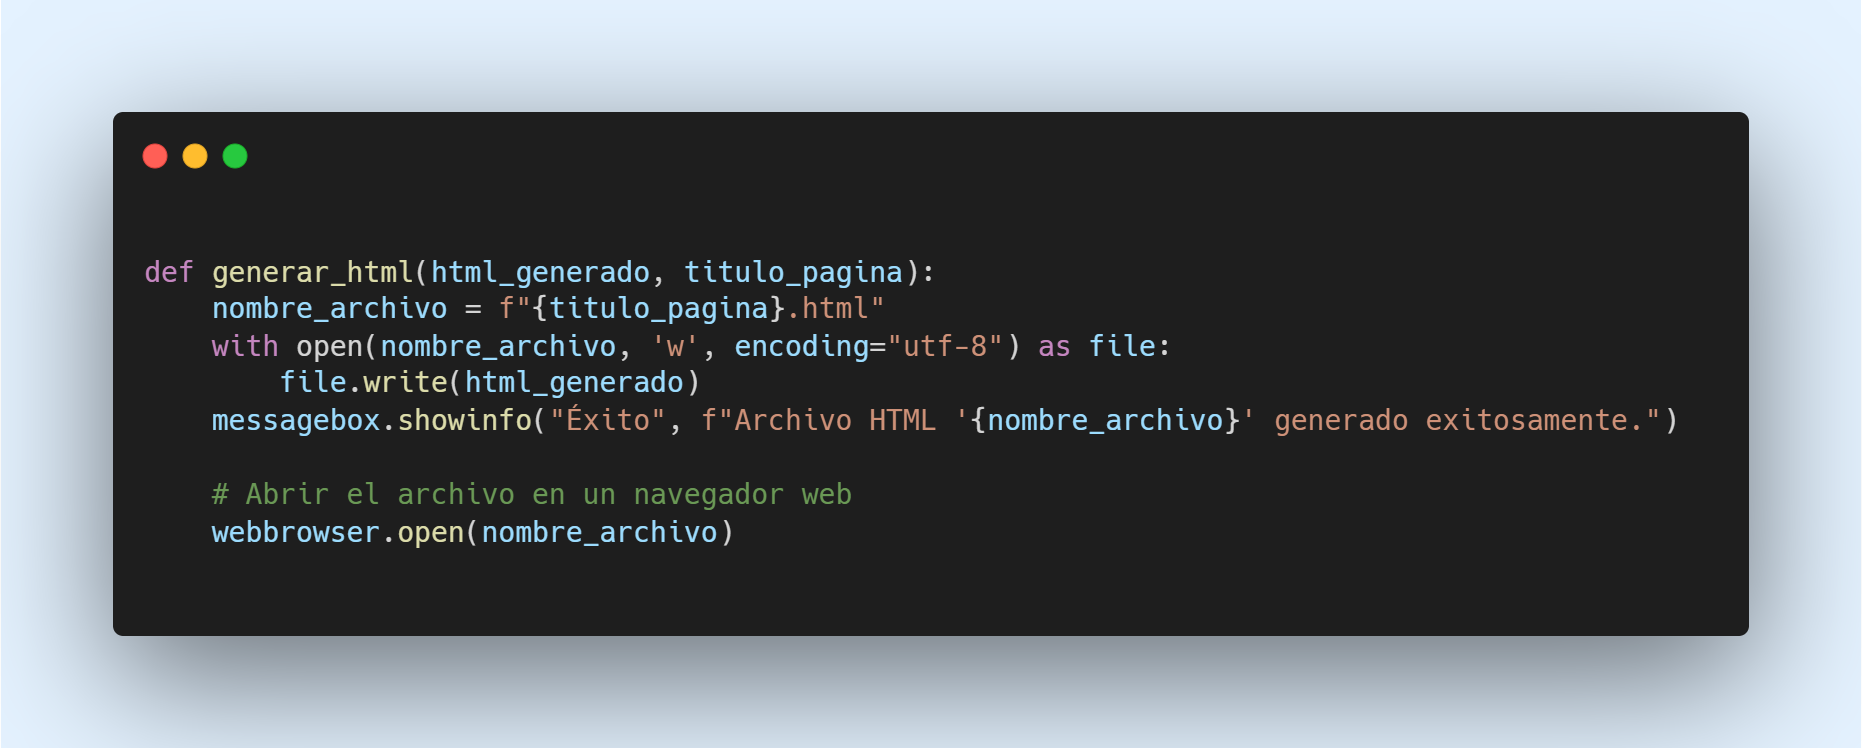 def generar_html(html_generado, titulo_pagina):
    nombre_archivo = f"{titulo_pagina}.html"
    with open(nombre_archivo, 'w', encoding="utf-8") as file:
        file.write(html_generado)
    messagebox.showinfo("Éxito", f"Archivo HTML '{nombre_archivo}' generado exitosamente.")

    # Abrir el archivo en un navegador web
    webbrowser.open(nombre_archivo)